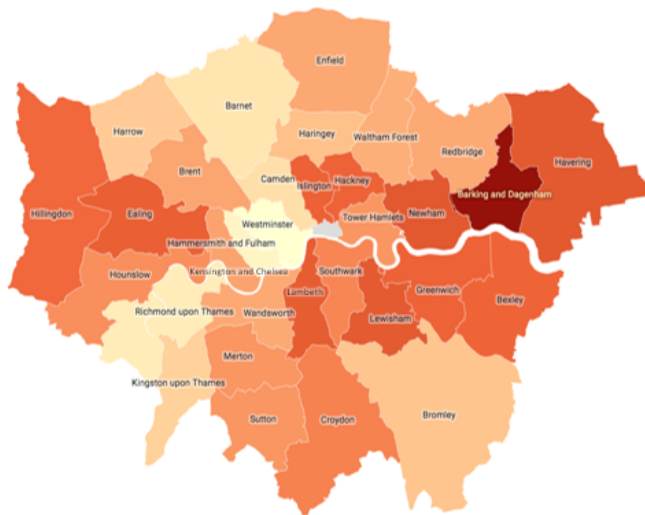 Enfield
Barnet
Harrow
Haringey
Waltham Forest
Redbridge
Havering
Brent
Camden
Islington
Hackney
Barking and Dagenham
Hillingdon
Ealing
Westminster
Tower Hamlets
Newham
Hammersmith and Fulham
Hounslow
Kensington and Chelsea
Southwark
Lambeth
Greenwich
Bexley
Richmond upon Thames
Wandsworth
Lewisham
Merton
Kingston upon Thames
Bromley
Sutton
Croydon